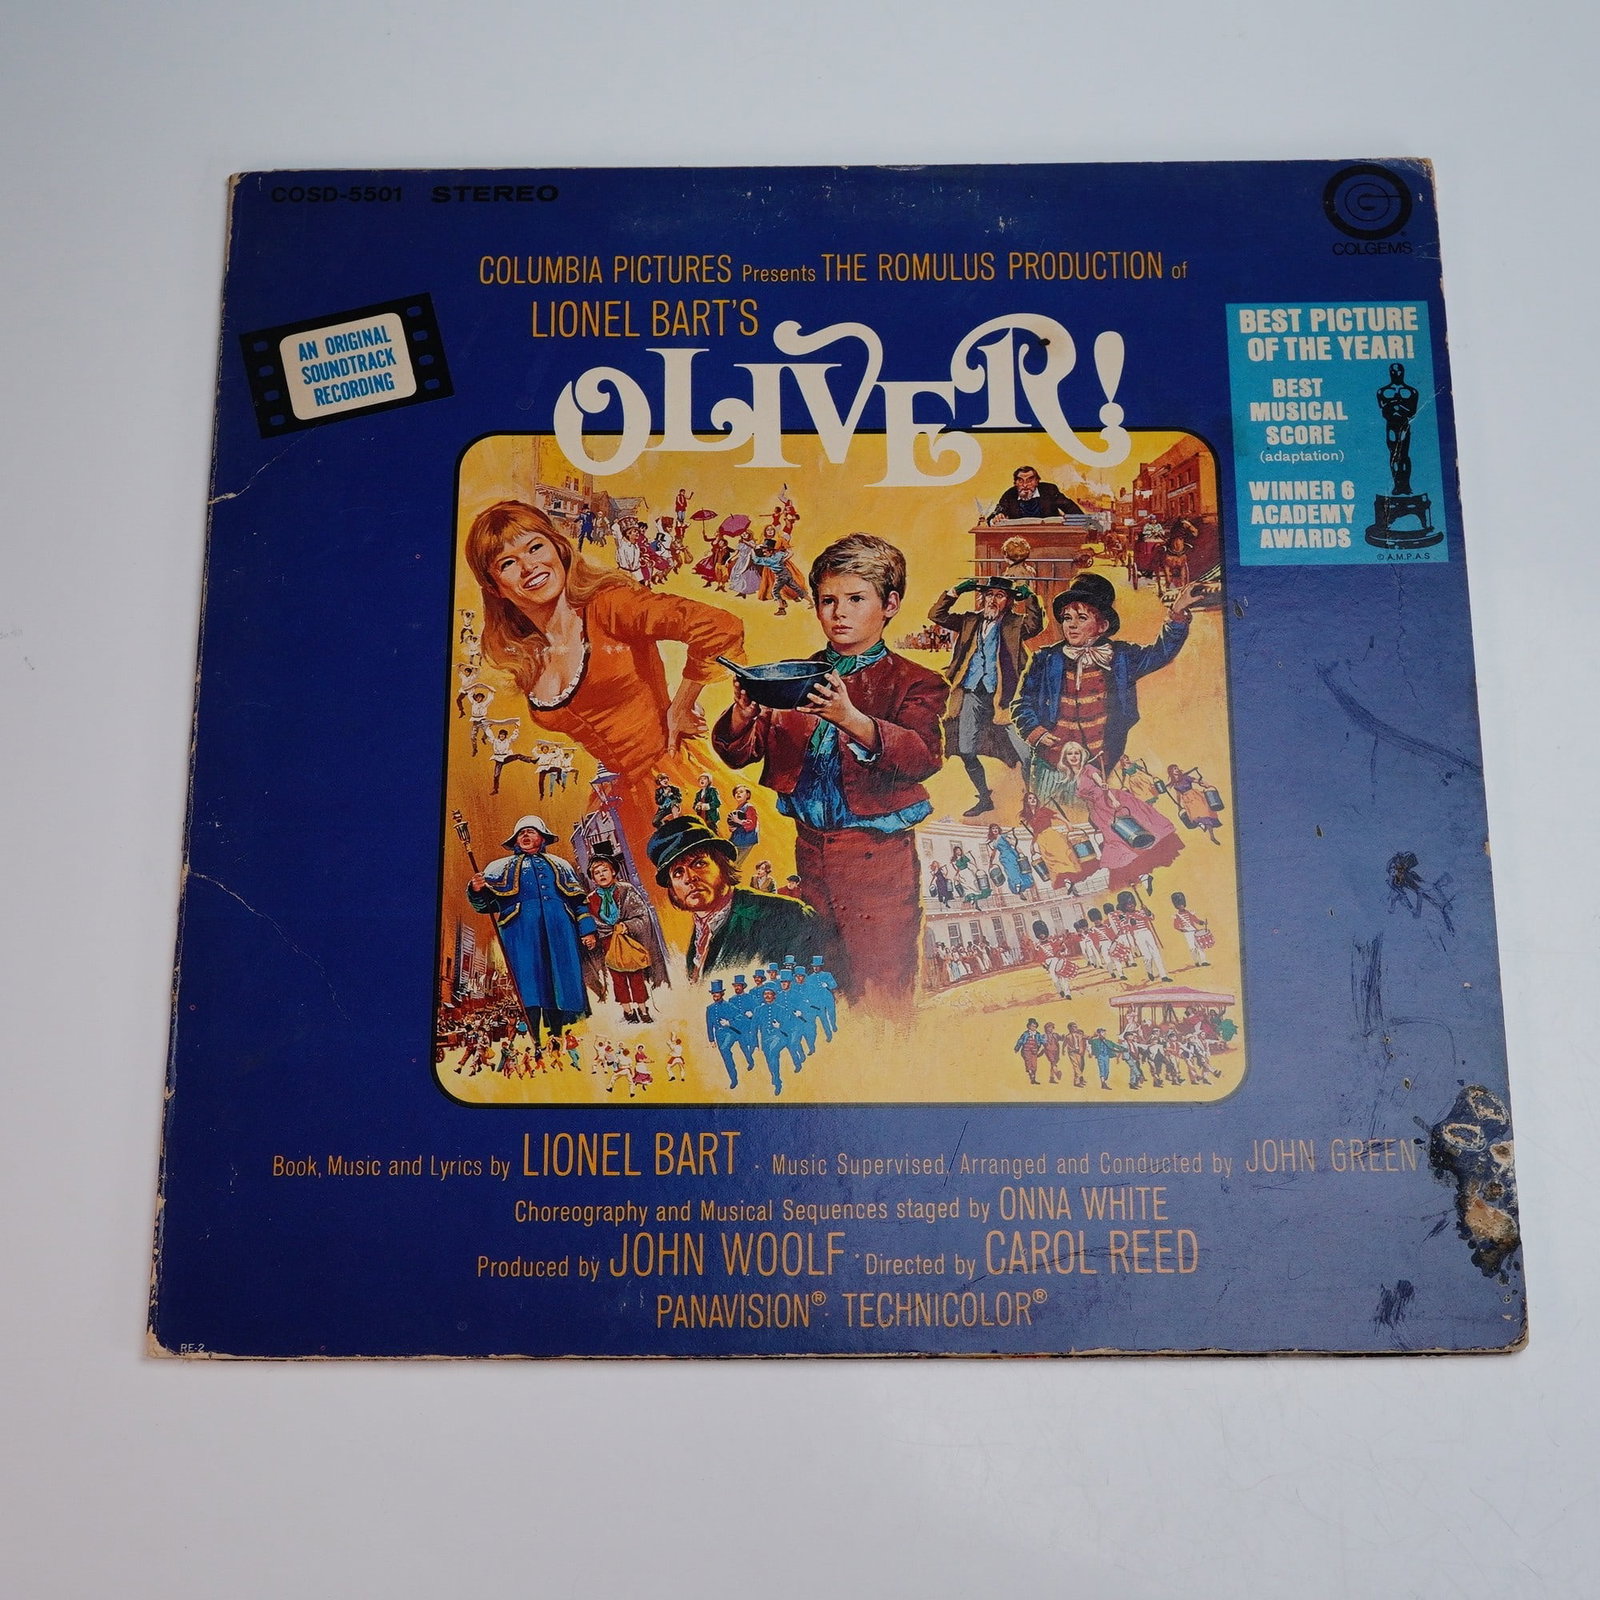 COSD-5501 STEREO
COLGEMS
COLUMBIA PICTURES Presents THE ROMULUS PRODUCTION of
LIONEL BART'S
OLIVER!
AN ORIGINAL
SOUNDTRACK
RECORDING
BEST PICTURE
OF THE YEAR!
BEST
MUSICAL
SCORE
(adaptation)
WINNER 6
ACADEMY
AWARDS
© A.M.P.A.S.
Book, Music and Lyrics by LIONEL BART · Music Supervised, Arranged and Conducted by JOHN GREEN
Choreography and Musical Sequences staged by ONNA WHITE
Produced by JOHN WOOLF · Directed by CAROL REED
PANAVISION® TECHNICOLOR®
RE-2